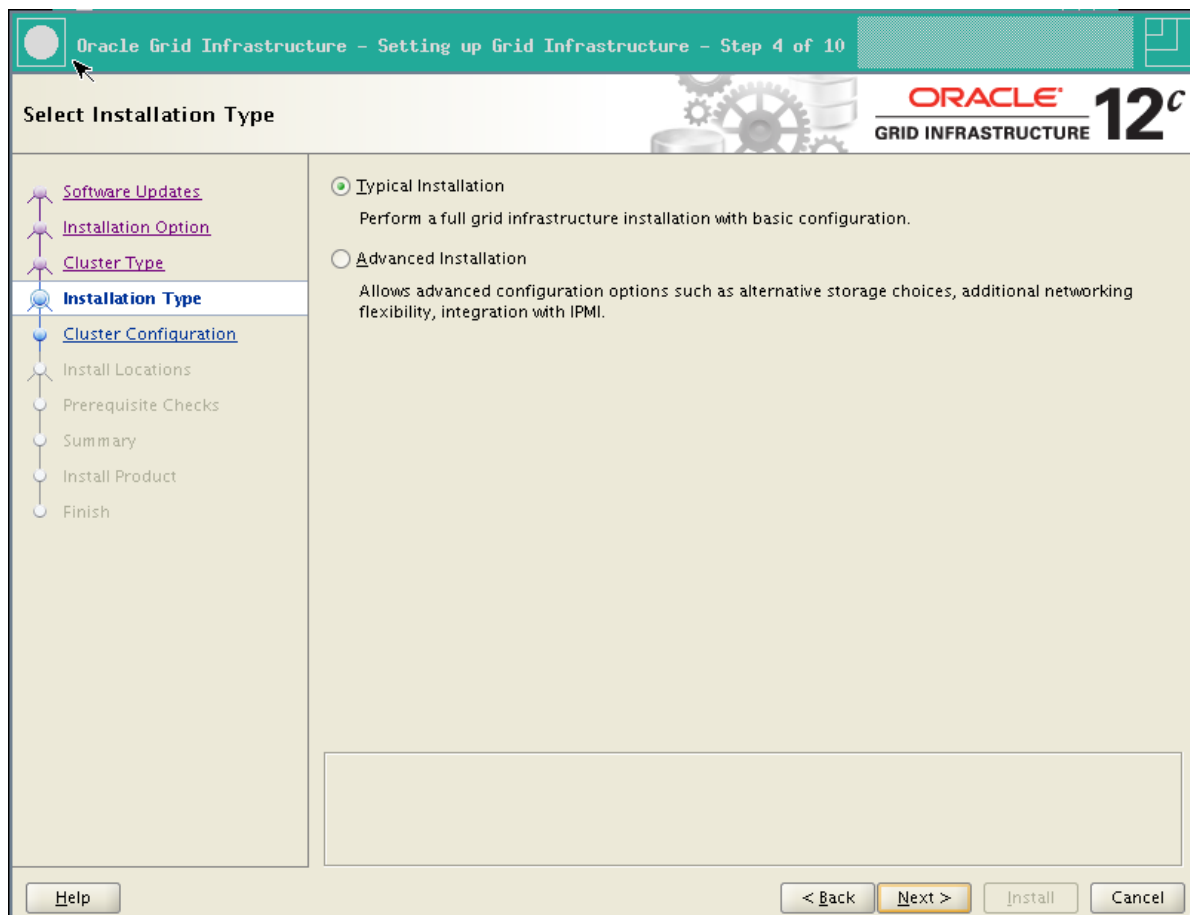 Oracle Grid Infrastructure - Setting up Grid Infrastructure - Step 4 of 10
Select Installation Type
ORACLE
GRID INFRASTRUCTURE
12c
Software Updates
Installation Option
Cluster Type
Installation Type
Cluster Configuration
Install Locations
Prerequisite Checks
Summary
Install Product
Finish
Typical Installation
Perform a full grid infrastructure installation with basic configuration.
Advanced Installation
Allows advanced configuration options such as alternative storage choices, additional networking
flexibility, integration with IPMI.
Help
< Back
Next >
Install
Cancel